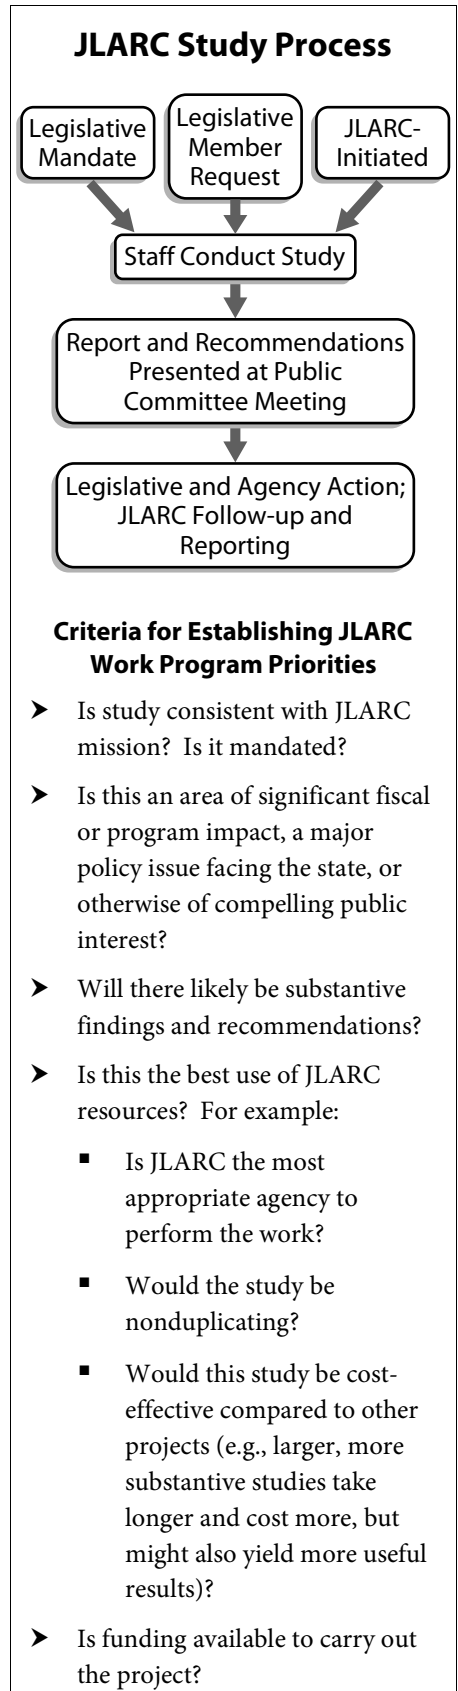 JLARC Study Process
Legislative
Mandate
Legislative
Member
Request
JLARC-
Initiated
Staff Conduct Study
Report and Recommendations
Presented at Public
Committee Meeting
Legislative and Agency Action;
JLARC Follow-up and
Reporting
Criteria for Establishing JLARC
Work Program Priorities
➤ Is study consistent with JLARC
mission?  Is it mandated?
➤ Is this an area of significant fiscal
or program impact, a major
policy issue facing the state, or
otherwise of compelling public
interest?
➤ Will there likely be substantive
findings and recommendations?
➤ Is this the best use of JLARC
resources?  For example:
▪ Is JLARC the most
appropriate agency to
perform the work?
▪ Would the study be
nonduplicating?
▪ Would this study be cost-
effective compared to other
projects (e.g., larger, more
substantive studies take
longer and cost more, but
might also yield more useful
results)?
➤ Is funding available to carry out
the project?